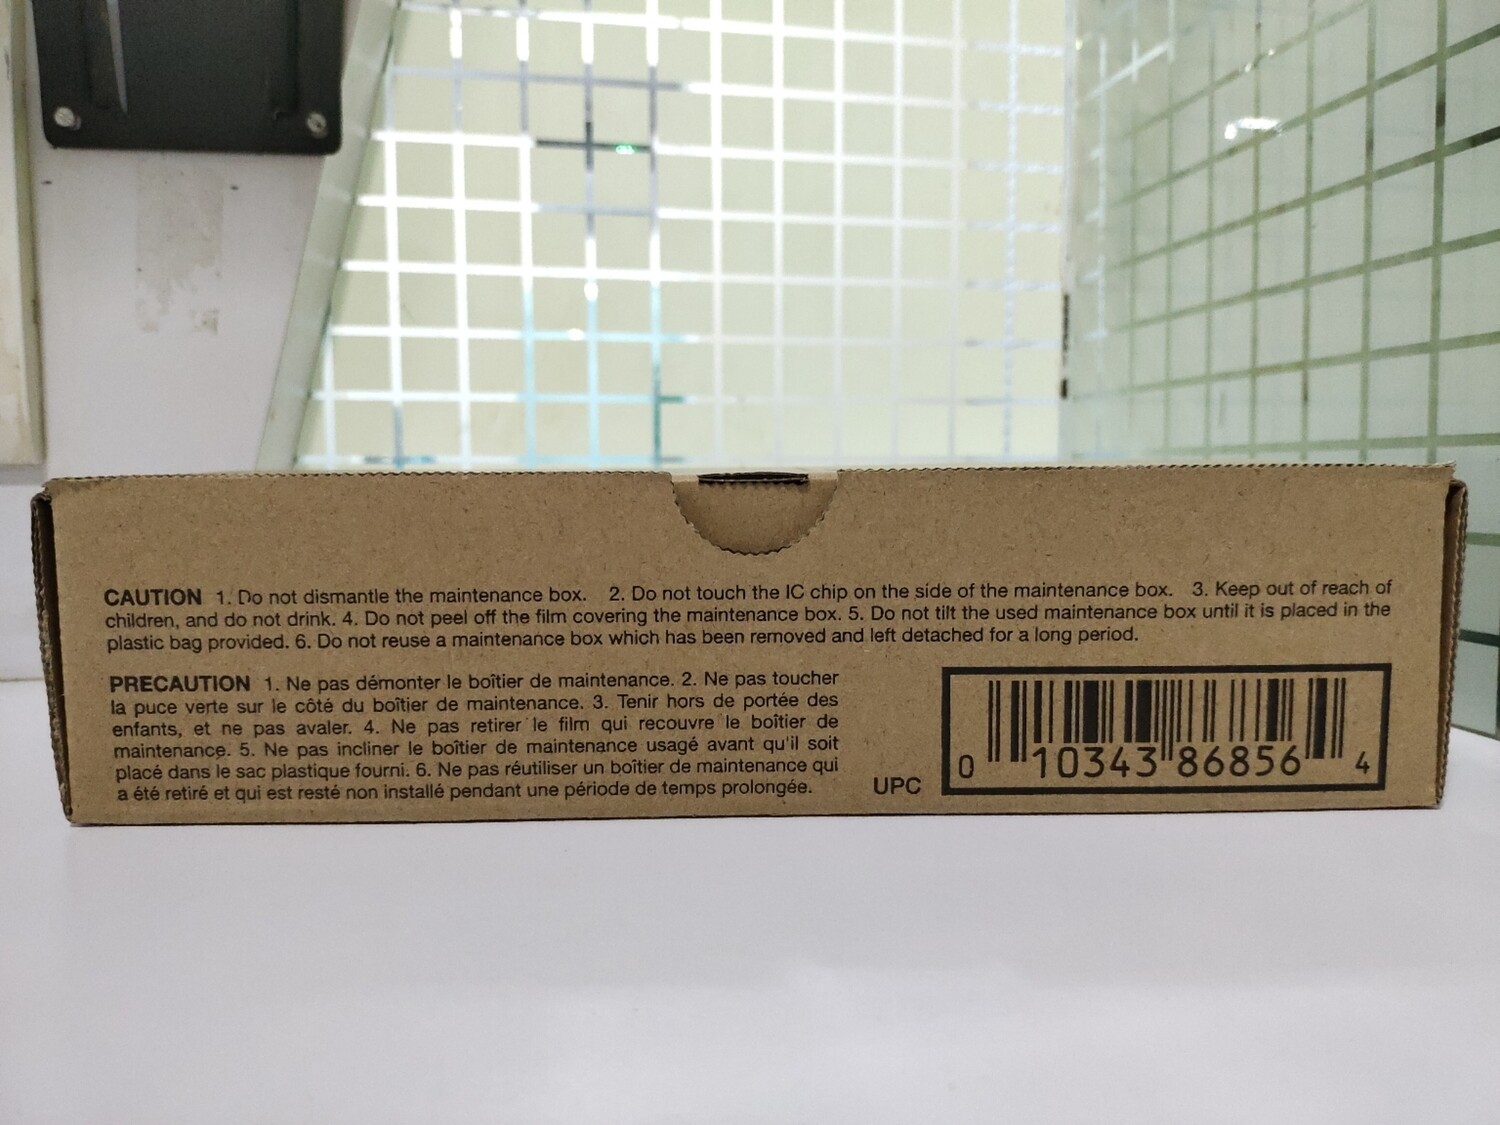 CAUTION 1. Do not dismantle the maintenance box. 2. Do not touch the IC chip on the side of the maintenance box. 3. Keep out of reach of
children, and do not drink. 4. Do not peel off the film covering the maintenance box. 5. Do not tilt the used maintenance box until it is placed in the
plastic bag provided. 6. Do not reuse a maintenance box which has been removed and left detached for a long period.
PRECAUTION 1. Ne pas démonter le boîtier de maintenance. 2. Ne pas toucher
la puce verte sur le côté du boîtier de maintenance. 3. Tenir hors de portée des
enfants, et ne pas avaler. 4. Ne pas retirer le film qui recouvre le boîtier de
maintenance. 5. Ne pas incliner le boîtier de maintenance usagé avant qu'il soit
placé dans le sac plastique fourni. 6. Ne pas réutiliser un boîtier de maintenance qui
a été retiré et qui est resté non installé pendant une période de temps prolongée.
UPC
0 10343 86856 4